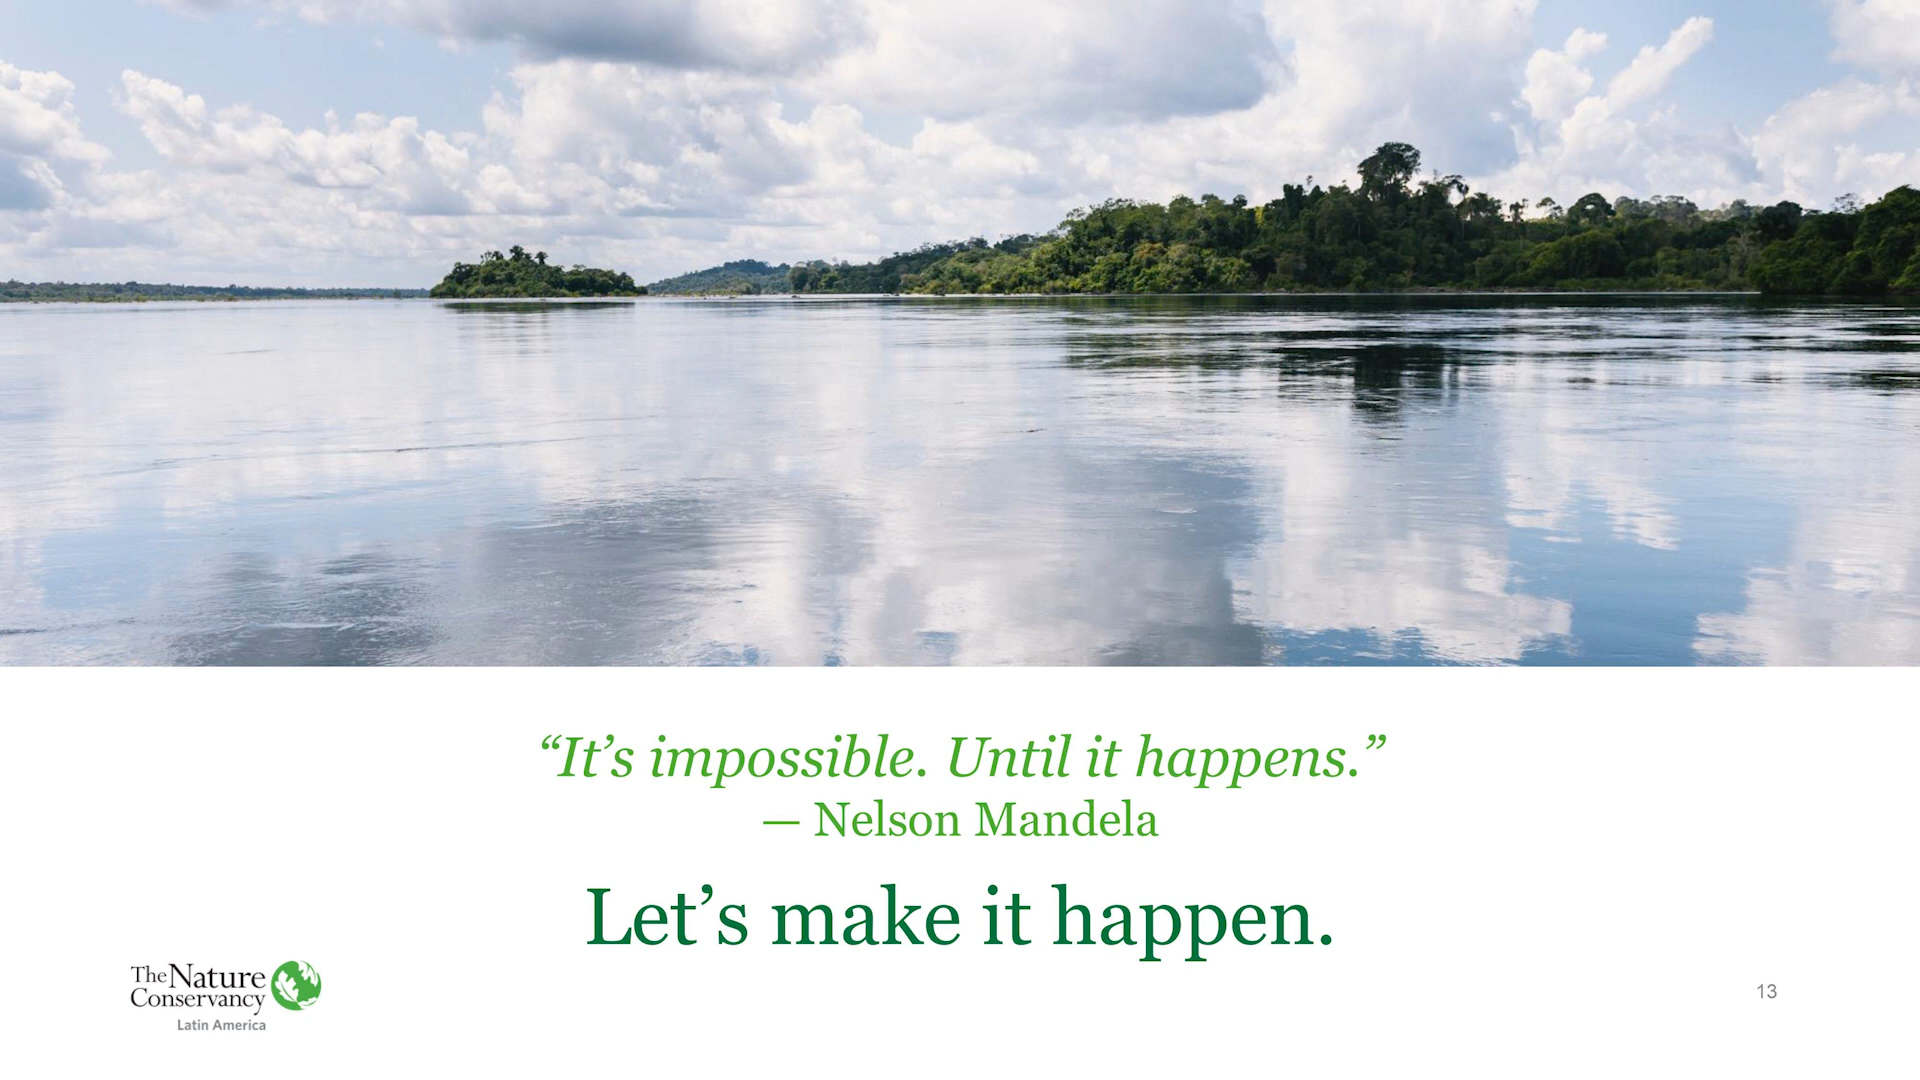 “It’s impossible. Until it happens.”
— Nelson Mandela
Let’s make it happen.
The Nature
Conservancy
Latin America
13